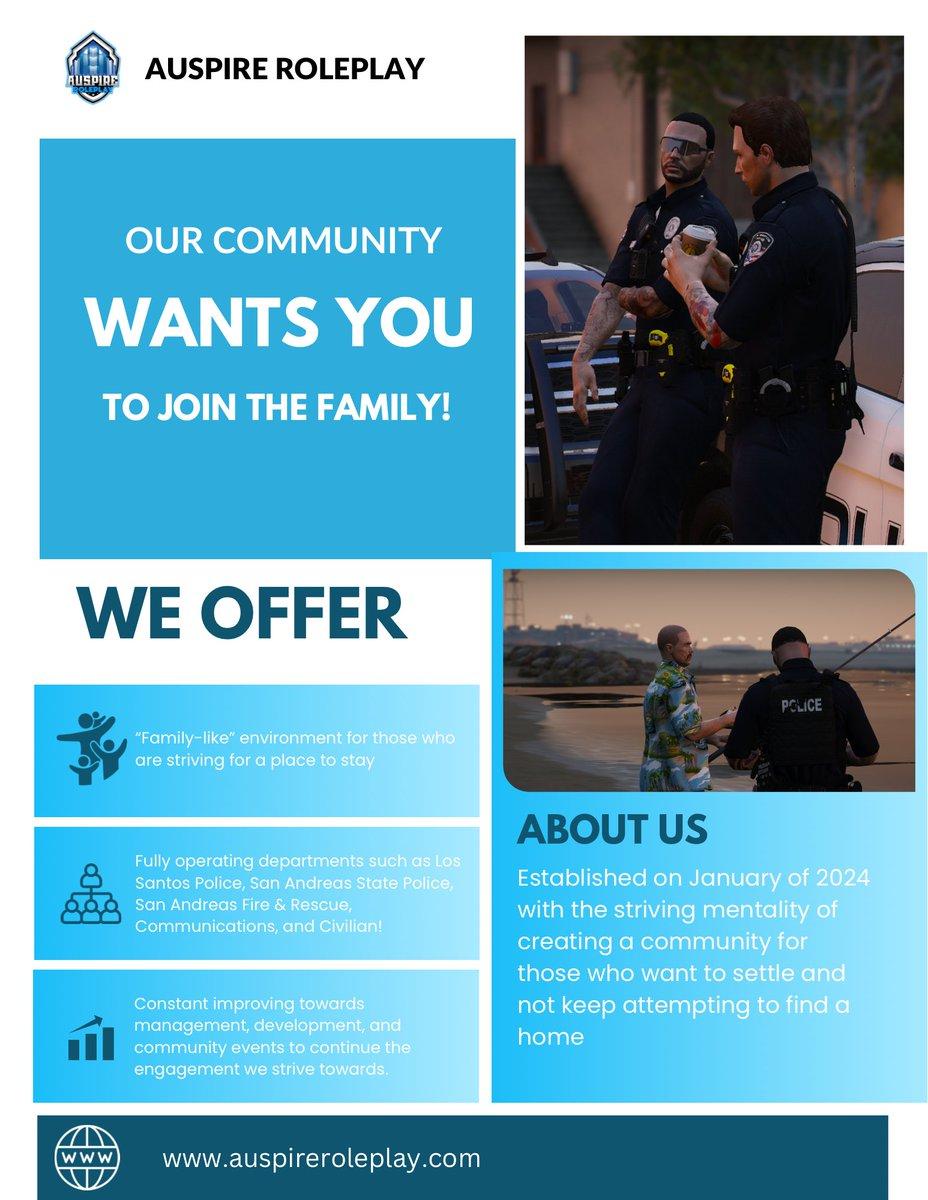 AUSPIRE
ROLEPLAY
AUSPIRE ROLEPLAY
OUR COMMUNITY
WANTS YOU
TO JOIN THE FAMILY!
WE OFFER
“Family-like” environment for those who
are striving for a place to stay
Fully operating departments such as Los
Santos Police, San Andreas State Police,
San Andreas Fire & Rescue,
Communications, and Civilian!
Constant improving towards
management, development, and
community events to continue the
engagement we strive towards.
POLICE
ABOUT US
Established on January of 2024
with the striving mentality of
creating a community for
those who want to settle and
not keep attempting to find a
home
www
www.auspireroleplay.com